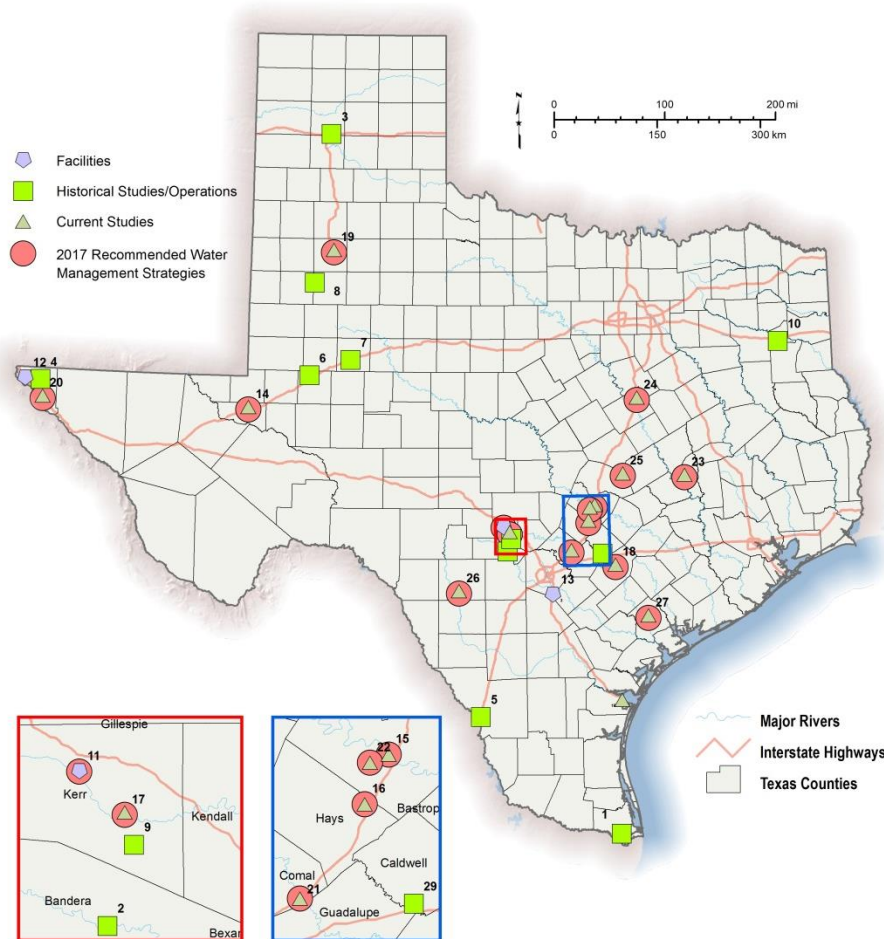 3
0 100 200 mi
0 150 300 km
Facilities
Historical Studies/Operations
Current Studies
2017 Recommended Water
Management Strategies
19
8
10
7
6
12 4
20
14
24
25
23
18
13
26
27
5
1
Major Rivers
Interstate Highways
Texas Counties
Gillespie
11
Kerr
17
Kendall
9
Bandera
2
Bexar
15
22
16
Bastrop
Hays
Caldwell
Comal
21
29
Guadalupe